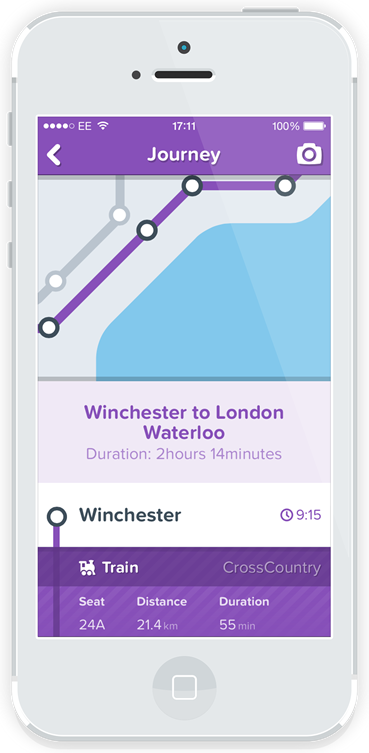 EE 17:11 100%
Journey
Winchester to London
Waterloo
Duration: 2hours 14minutes
Winchester 9:15
Train CrossCountry
Seat Distance Duration
24A 21.4 km 55 min